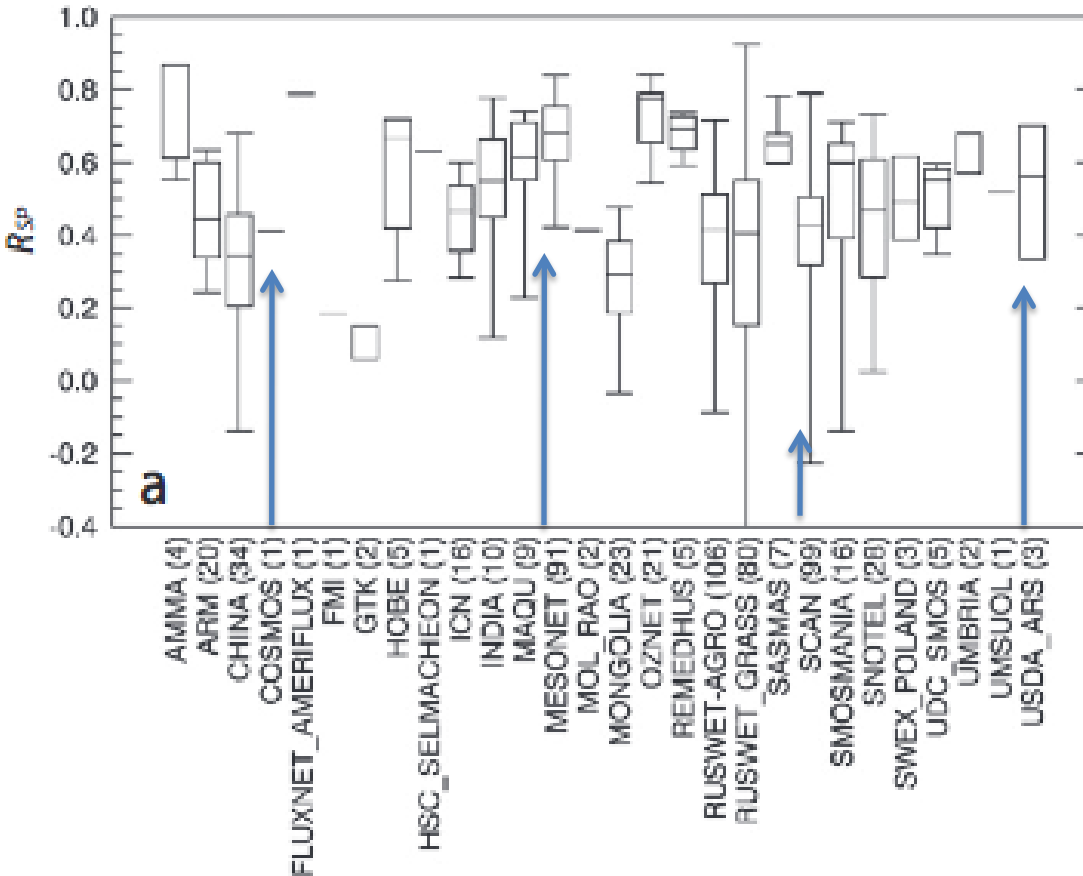 1.0
0.8
0.6
0.4
0.2
0.0
-0.2
-0.4
RSP
a
AMMA (4)
ARM (20)
CHINA (34)
COSMOS (1)
FLUXNET_AMERIFLUX (1)
FMI (1)
GTK (2)
HOBE (5)
HSC_SELMACHEON (1)
ICN (16)
INDIA (10)
MAQU (9)
MESONET (91)
MOL_RAO (2)
MONGOLIA (23)
OZNET (21)
REMEDHUS (5)
RUSWET-AGRO (106)
RUSWET_GRASS (80)
SASMAS (7)
SCAN (99)
SMOSMANIA (16)
SNOTEL (28)
SWEX_POLAND (3)
UDC_SMOS (5)
UMBRIA (2)
UMSUOL (1)
USDA_ARS (3)